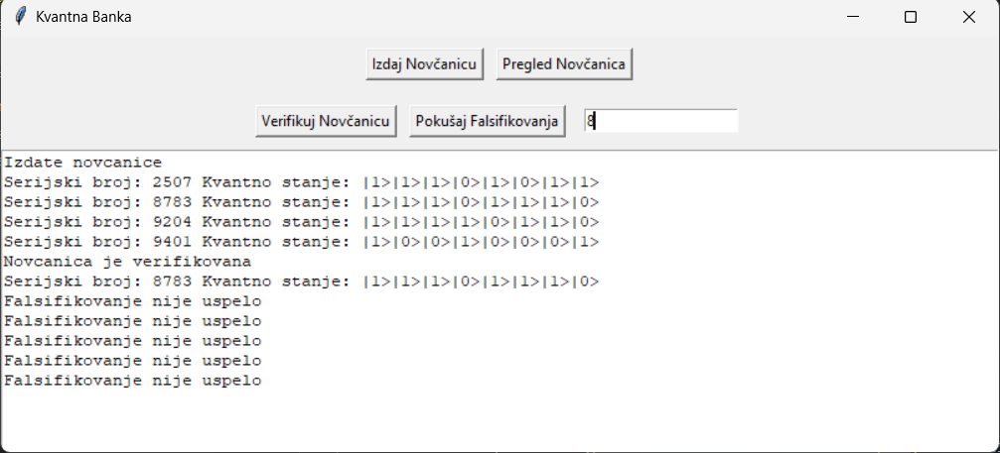 Kvantna Banka
Izdaj Novčanicu Pregled Novčanica
Verifikuj Novčanicu Pokušaj Falsifikovanja 8
Izdate novcanice
Serijski broj: 2507 Kvantno stanje: |1>|1>|1>|0>|1>|0>|1>|1>
Serijski broj: 8783 Kvantno stanje: |1>|1>|1>|0>|1>|1>|1>|0>
Serijski broj: 9204 Kvantno stanje: |1>|1>|1>|1>|0>|1>|1>|0>
Serijski broj: 9401 Kvantno stanje: |1>|0>|0>|1>|0>|0>|0>|1>
Novcanica je verifikovana
Serijski broj: 8783 Kvantno stanje: |1>|1>|1>|0>|1>|1>|1>|0>
Falsifikovanje nije uspelo
Falsifikovanje nije uspelo
Falsifikovanje nije uspelo
Falsifikovanje nije uspelo
Falsifikovanje nije uspelo